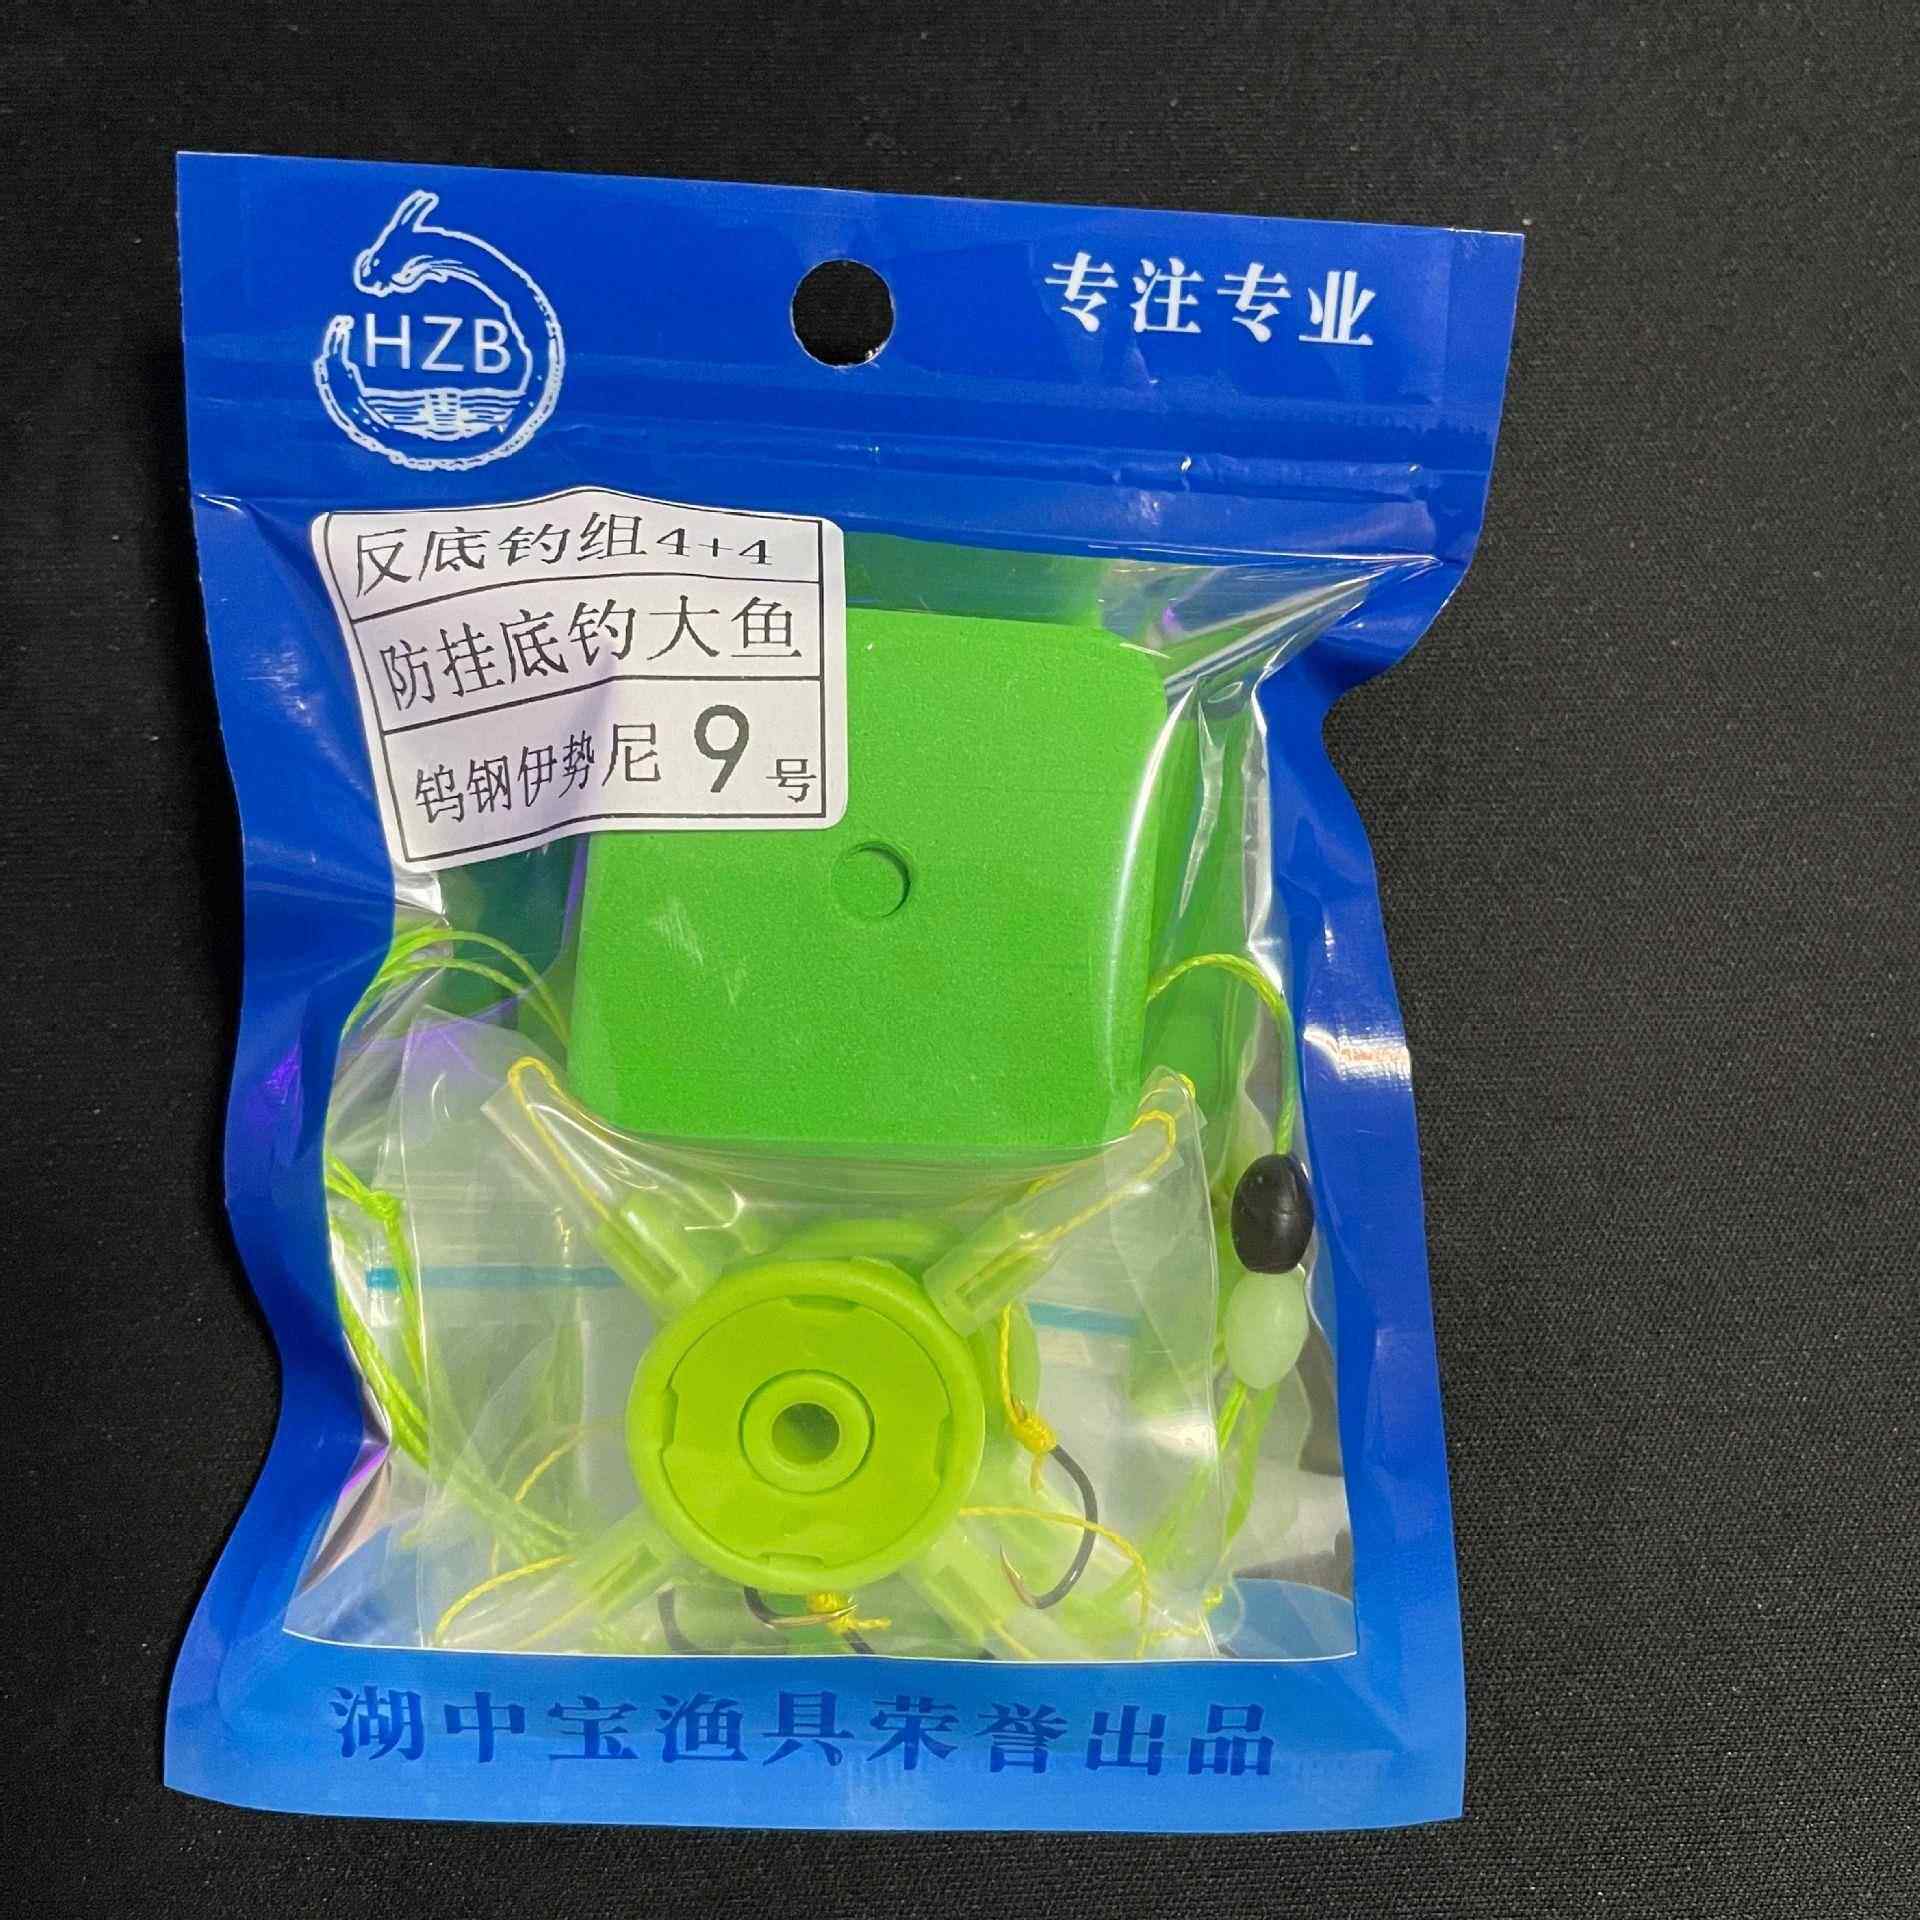 HZB
专注专业
反底钓组4+4
防挂底钓大鱼
钨钢伊势尼9号
湖中宝渔具荣誉出品